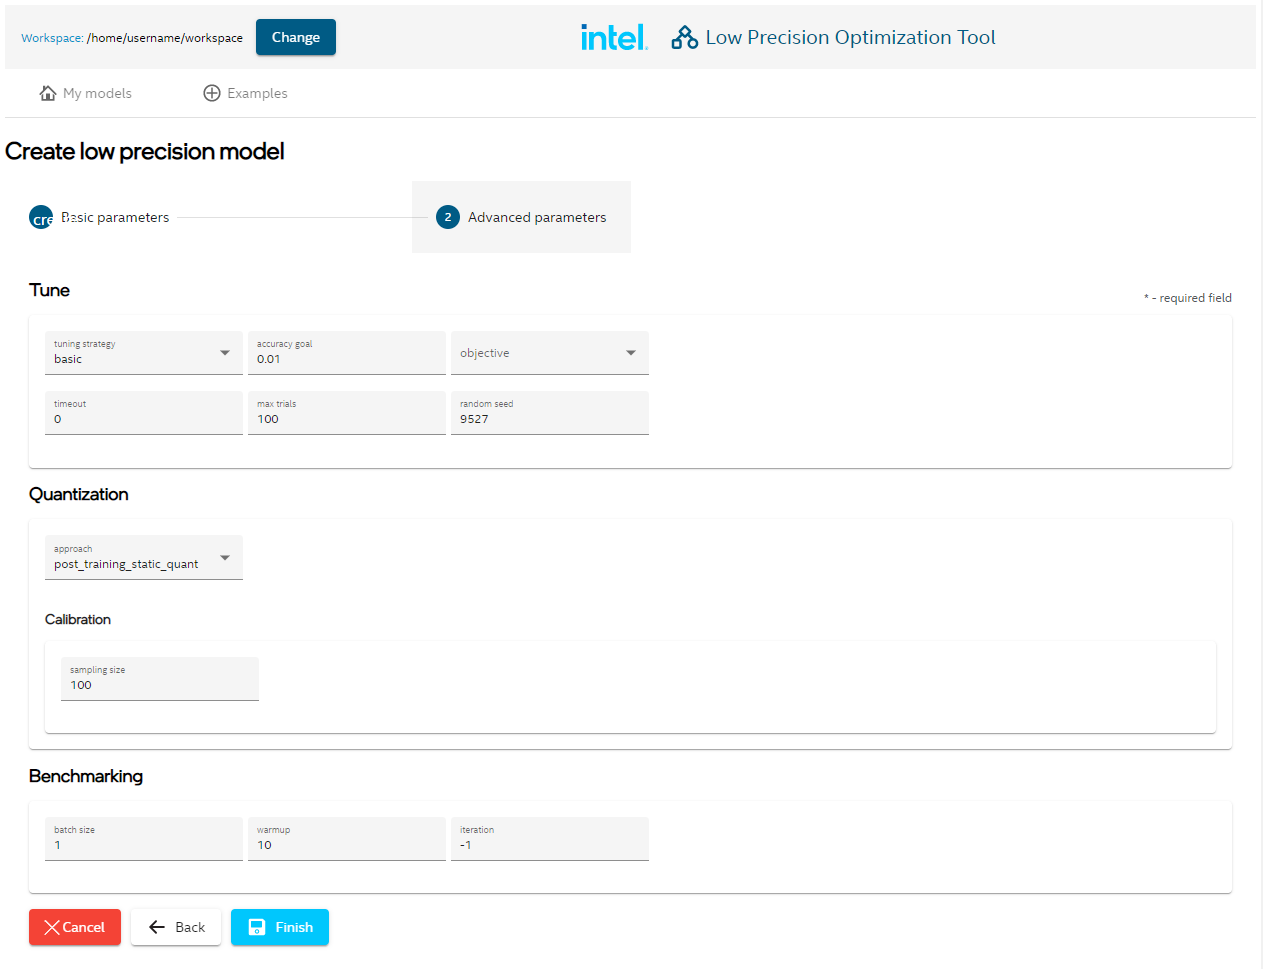 Workspace: /home/username/workspace Change intel. Low Precision Optimization Tool
My models Examples
Create low precision model
cre Basic parameters 2 Advanced parameters
Tune
* - required field
tuning strategy accuracy goal
basic 0.01 objective
timeout max trials random seed
0 100 9527
Quantization
approach
post_training_static_quant
Calibration
sampling size
100
Benchmarking
batch size warmup iteration
1 10 -1
Cancel Back Finish